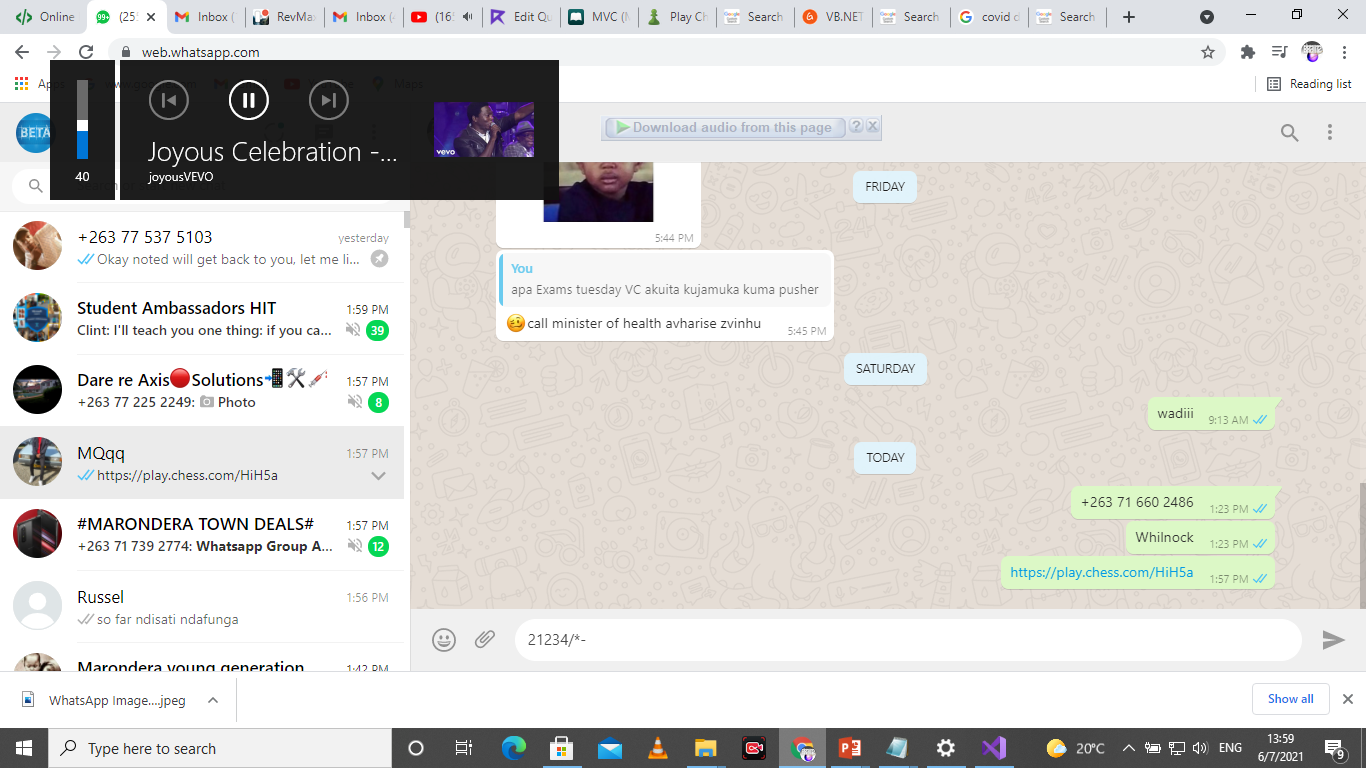 Online
(25
Inbox (
RevMa
Inbox (4
(16
Edit Qu
MVC (M
Play Ch
Search
VB.NET
Search
covid d
Search
web.whatsapp.com
Reading list
40
Joyous Celebration -...
joyousVEVO
vevo
BETA
Download audio from this page
+263 77 537 5103
yesterday
Okay noted will get back to you, let me li...
Student Ambassadors HIT
1:59 PM
Clint: I'll teach you one thing: if you ca...
39
Dare re Axis🔴Solutions📲🛠️💉
1:57 PM
+263 77 225 2249: 📷 Photo
8
MQqq
1:57 PM
https://play.chess.com/HiH5a
#MARONDERA TOWN DEALS#
1:57 PM
+263 71 739 2774: Whatsapp Group A...
12
Russel
1:56 PM
so far ndisati ndafunga
Marondera young generation
1:42 PM
FRIDAY
5:44 PM
You
apa Exams tuesday VC akuita kujamuka kuma pusher
🥴call minister of health avharise zvinhu
5:45 PM
SATURDAY
wadiii
9:13 AM
TODAY
+263 71 660 2486
1:23 PM
Whilnock
1:23 PM
https://play.chess.com/HiH5a
1:57 PM
21234/*-
WhatsApp Image....jpeg
Show all
Type here to search
20°C
ENG
13:59
6/7/2021
9